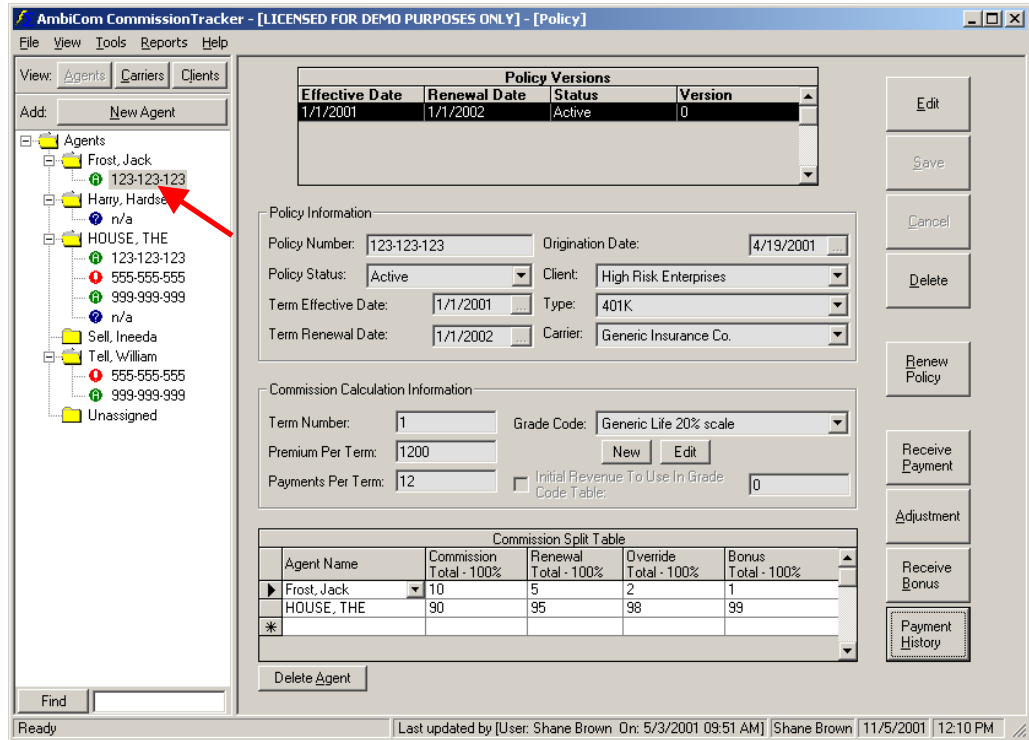 AmbiCom CommissionTracker - [LICENSED FOR DEMO PURPOSES ONLY] - [Policy]
File View Tools Reports Help
View: Agents Carriers Clients
Add: New Agent
Agents
Frost, Jack
123-123-123
Harry, Hardse
n/a
HOUSE, THE
123-123-123
555-555-555
999-999-999
n/a
Sell, Ineeda
Tell, William
555-555-555
999-999-999
Unassigned
Find
Policy Versions
Effective Date Renewal Date Status Version
1/1/2001 1/1/2002 Active 0
Policy Information
Policy Number: 123-123-123 Origination Date: 4/19/2001 ...
Policy Status: Active Client: High Risk Enterprises
Term Effective Date: 1/1/2001 ... Type: 401K
Term Renewal Date: 1/1/2002 ... Carrier: Generic Insurance Co.
Commission Calculation Information
Term Number: 1 Grade Code: Generic Life 20% scale
Premium Per Term: 1200 New Edit
Payments Per Term: 12 Initial Revenue To Use In Grade
Code Table: 0
Commission Split Table
Agent Name Commission Renewal Override Bonus
Total - 100% Total - 100% Total - 100% Total - 100%
Frost, Jack 10 5 2 1
HOUSE, THE 90 95 98 99
Delete Agent
Edit
Save
Cancel
Delete
Renew
Policy
Receive
Payment
Adjustment
Receive
Bonus
Payment
History
Ready Last updated by [User: Shane Brown On: 5/3/2001 09:51 AM] Shane Brown 11/5/2001 12:10 PM